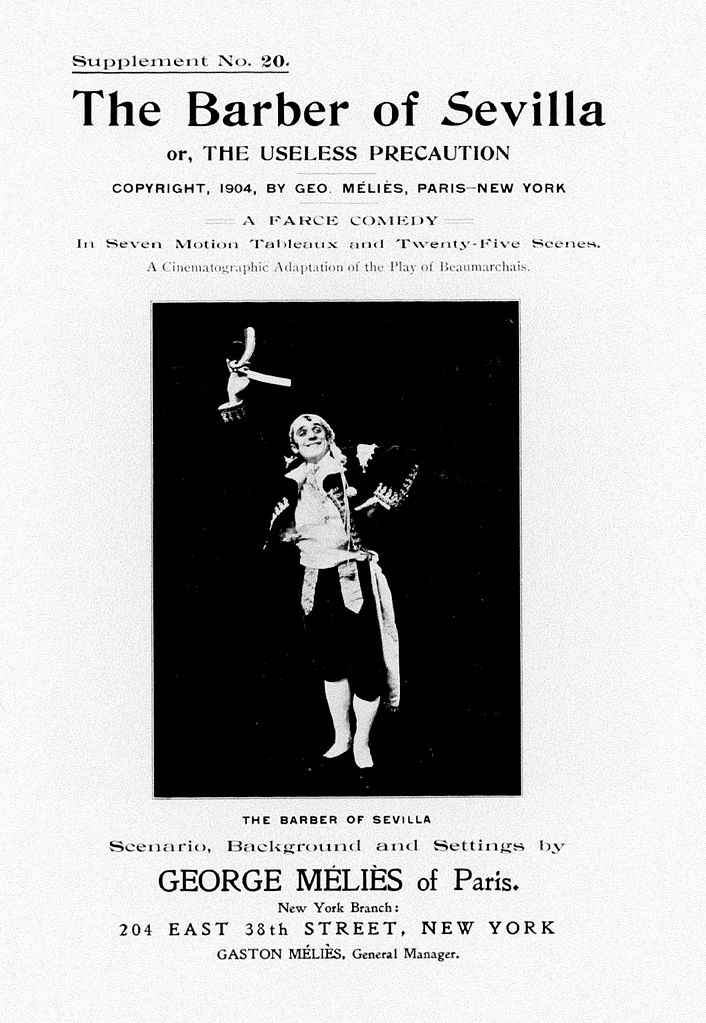 Supplement No. 20.
The Barber of Sevilla
or, THE USELESS PRECAUTION
COPYRIGHT, 1904, BY GEO. MÉLIÈS, PARIS—NEW YORK
A FARCE COMEDY
In Seven Motion Tableaux and Twenty-Five Scenes.
A Cinematographic Adaptation of the Play of Beaumarchais.
THE BARBER OF SEVILLA
Scenario, Background and Settings by
GEORGE MÉLIÈS of Paris.
New York Branch:
204 EAST 38th STREET, NEW YORK
GASTON MÉLIÈS, General Manager.